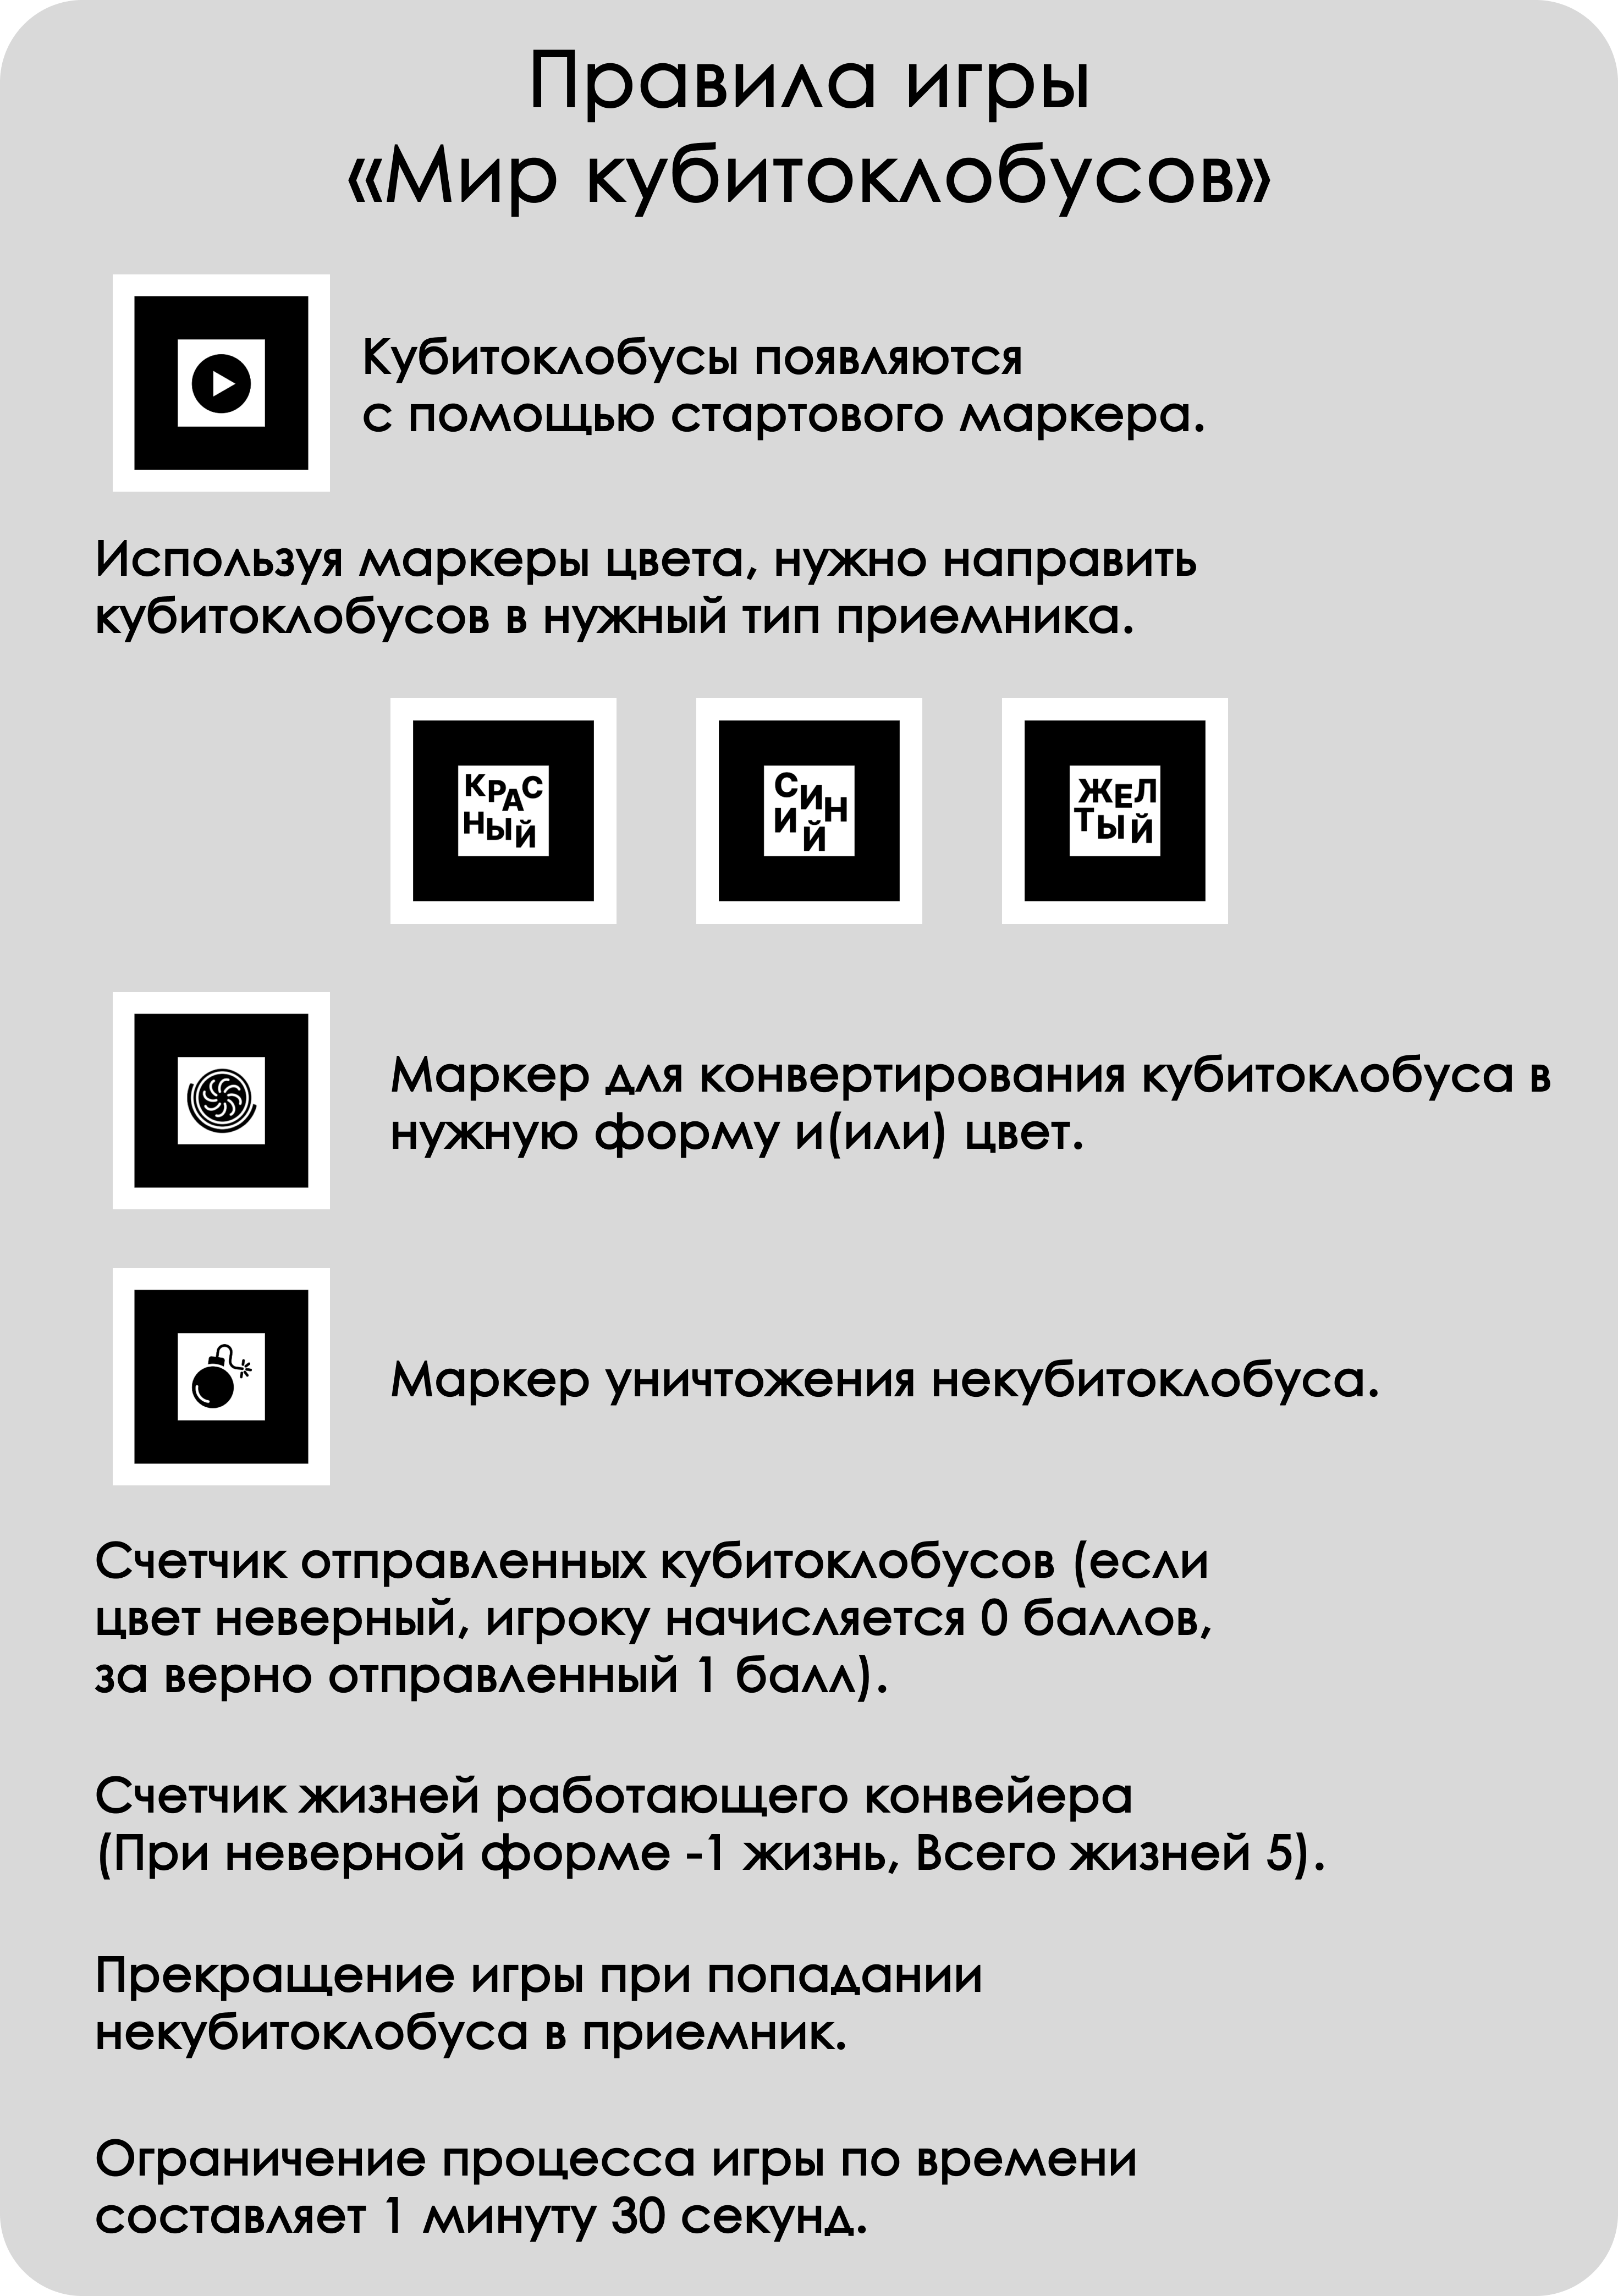 Правила игры
«Мир кубитоклобусов»
Кубитоклобусы появляются
с помощью стартового маркера.
Используя маркеры цвета, нужно направить
кубитоклобусов в нужный тип приемника.
КРАС
НЫЙ
СИН
ИЙ
ЖЕЛ
ТЫЙ
Маркер для конвертирования кубитоклобуса в
нужную форму и(или) цвет.
Маркер уничтожения некубитоклобуса.
Счетчик отправленных кубитоклобусов (если
цвет неверный, игроку начисляется 0 баллов,
за верно отправленный 1 балл).
Счетчик жизней работающего конвейера
(При неверной форме -1 жизнь, Всего жизней 5).
Прекращение игры при попадании
некубитоклобуса в приемник.
Ограничение процесса игры по времени
составляет 1 минуту 30 секунд.